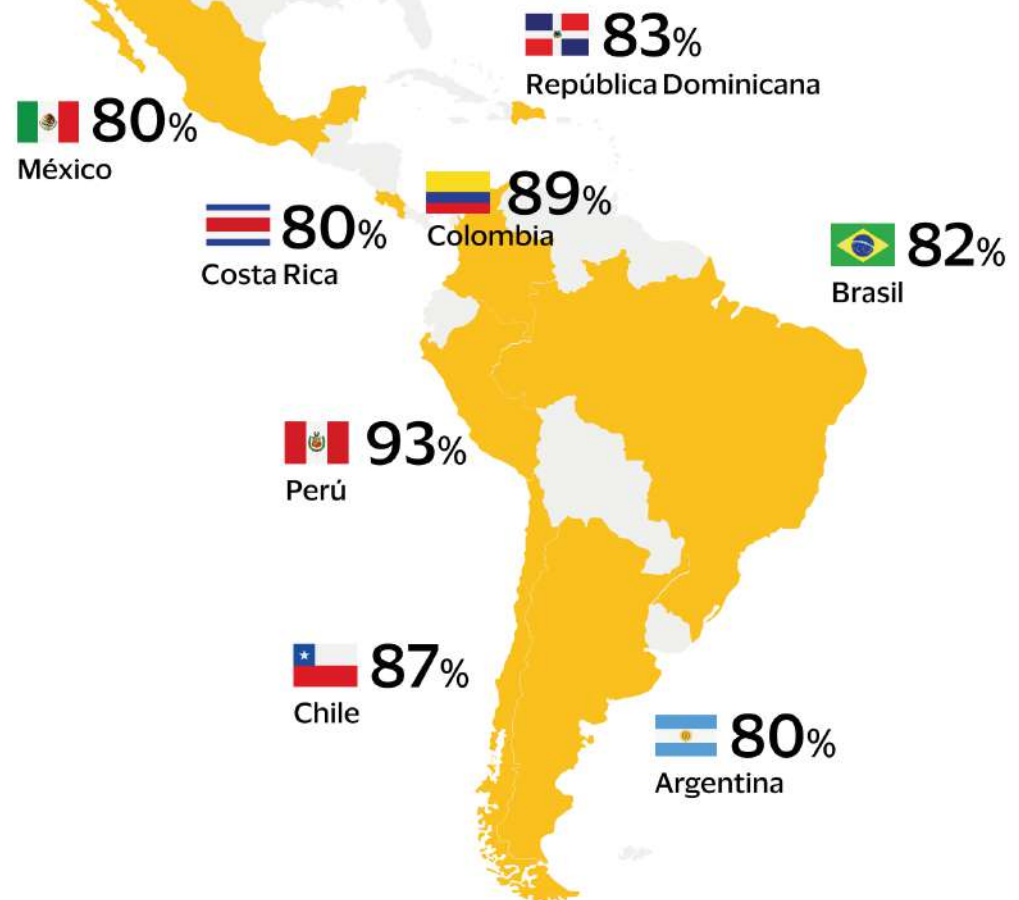 83%
República Dominicana
80%
México
89%
Colombia
80%
Costa Rica
82%
Brasil
93%
Perú
87%
Chile
80%
Argentina